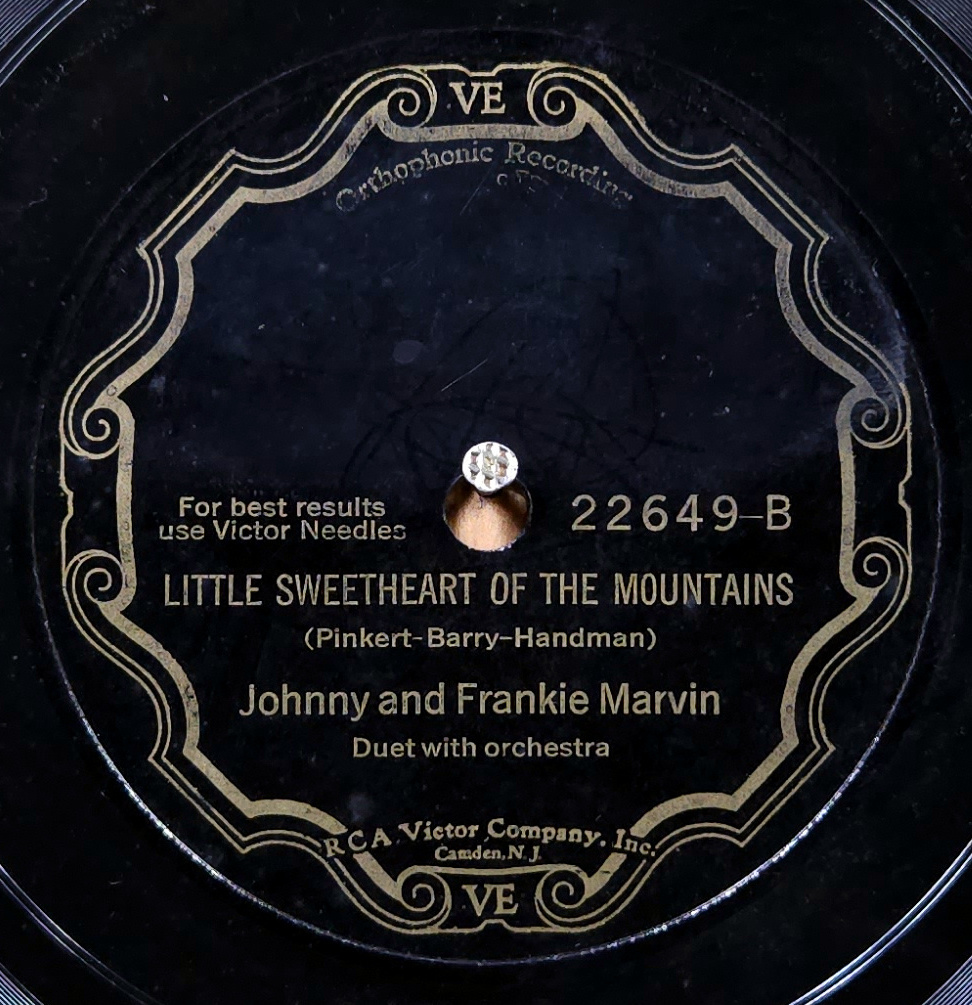 VE
Orthophonic Recording
For best results
use Victor Needles
22649-B
LITTLE SWEETHEART OF THE MOUNTAINS
(Pinkert-Barry-Handman)
Johnny and Frankie Marvin
Duet with orchestra
RCA Victor Company, Inc.
Camden, N.J.
VE